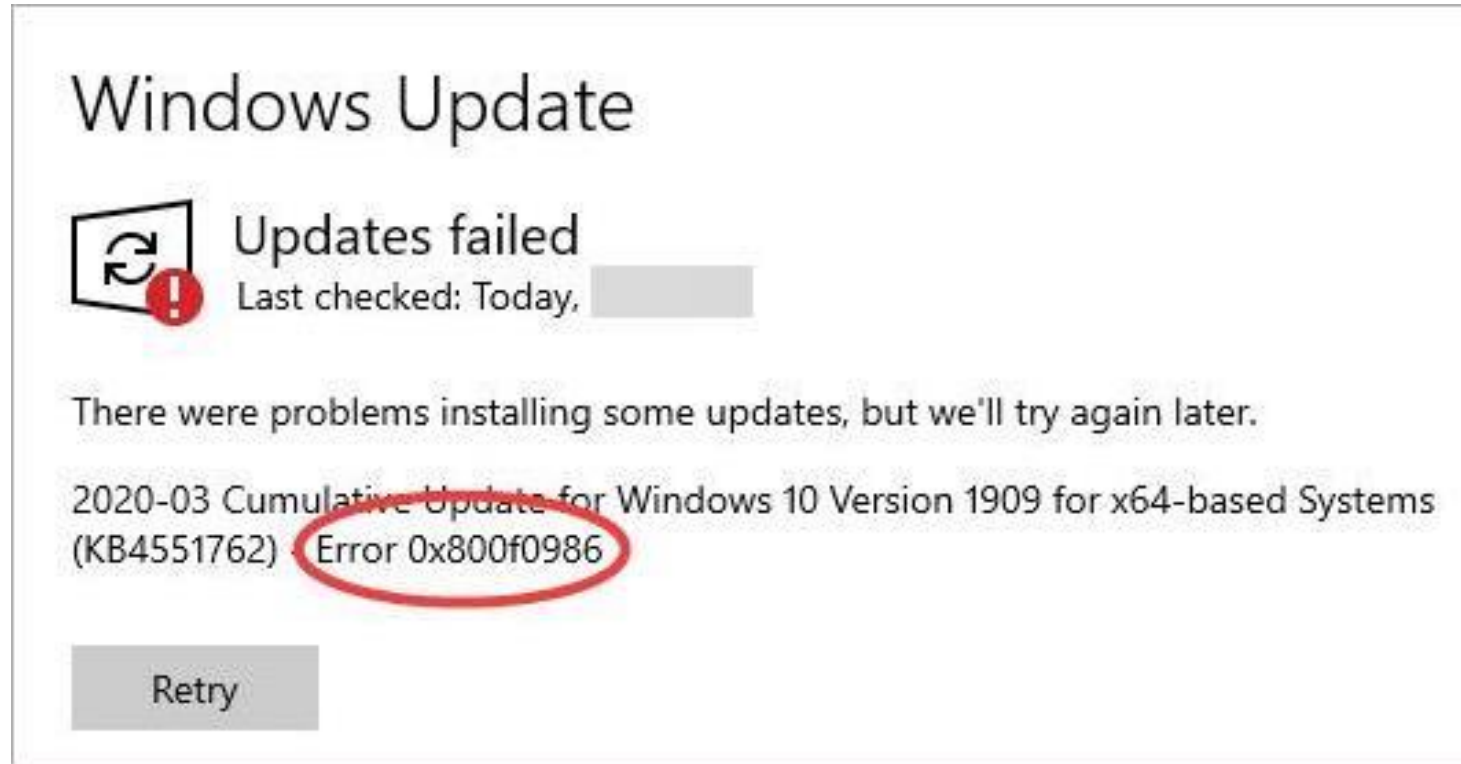 Windows Update
Updates failed
Last checked: Today,
There were problems installing some updates, but we'll try again later.
2020-03 Cumulative Update for Windows 10 Version 1909 for x64-based Systems
(KB4551762) - Error 0x800f0986
Retry